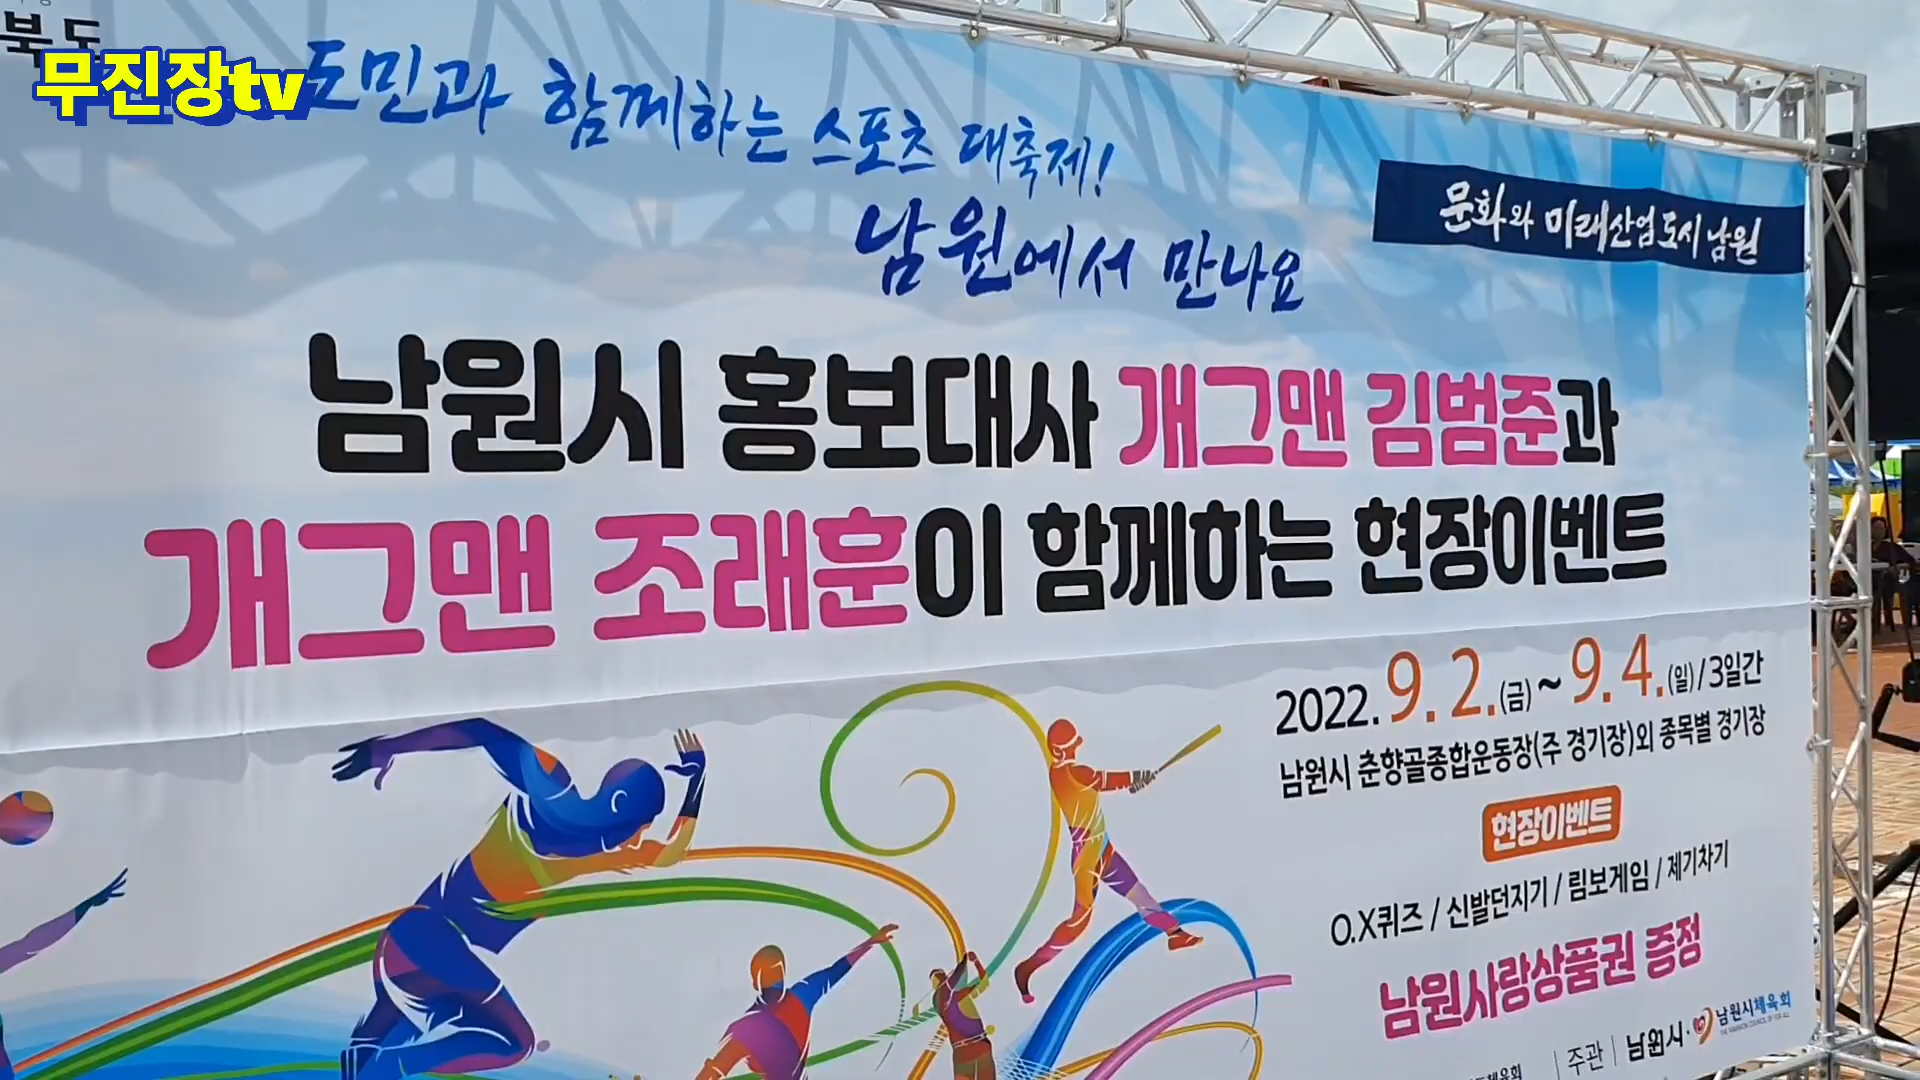 북도
무진장tv
도민과 함께하는 스포츠 대축제!
남원에서 만나요
문화와 미래산업도시 남원
남원시 홍보대사 개그맨 김범준과
개그맨 조래훈이 함께하는 현장이벤트
2022. 9. 2.(금) ~ 9. 4.(일) / 3일간
남원시 춘향골종합운동장(주 경기장)외 종목별 경기장
현장이벤트
O.X퀴즈 / 신발던지기 / 림보게임 / 제기차기
남원사랑상품권 증정
주관 | 남원시 · 남원시체육회